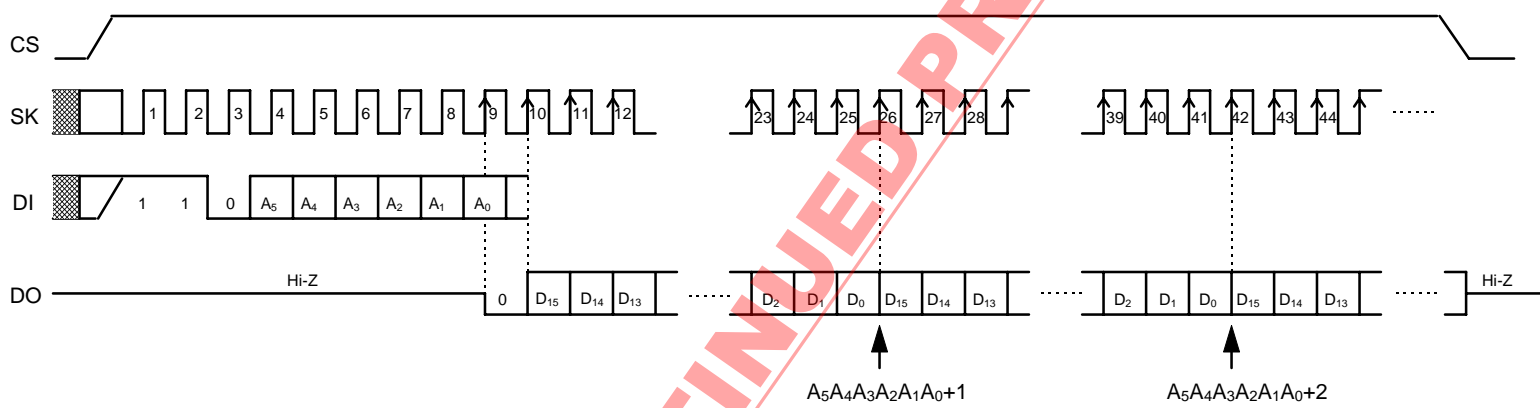 CS
SK 1 2 3 4 5 6 7 8 9 10 11 12 23 24 25 26 27 28 39 40 41 42 43 44
DI 1 1 0 A₅ A₄ A₃ A₂ A₁ A₀
Hi-Z Hi-Z
DO 0 D₁₅ D₁₄ D₁₃ D₂ D₁ D₀ D₁₅ D₁₄ D₁₃ D₂ D₁ D₀ D₁₅ D₁₄ D₁₃
A₅A₄A₃A₂A₁A₀+1 A₅A₄A₃A₂A₁A₀+2
TINUED PR